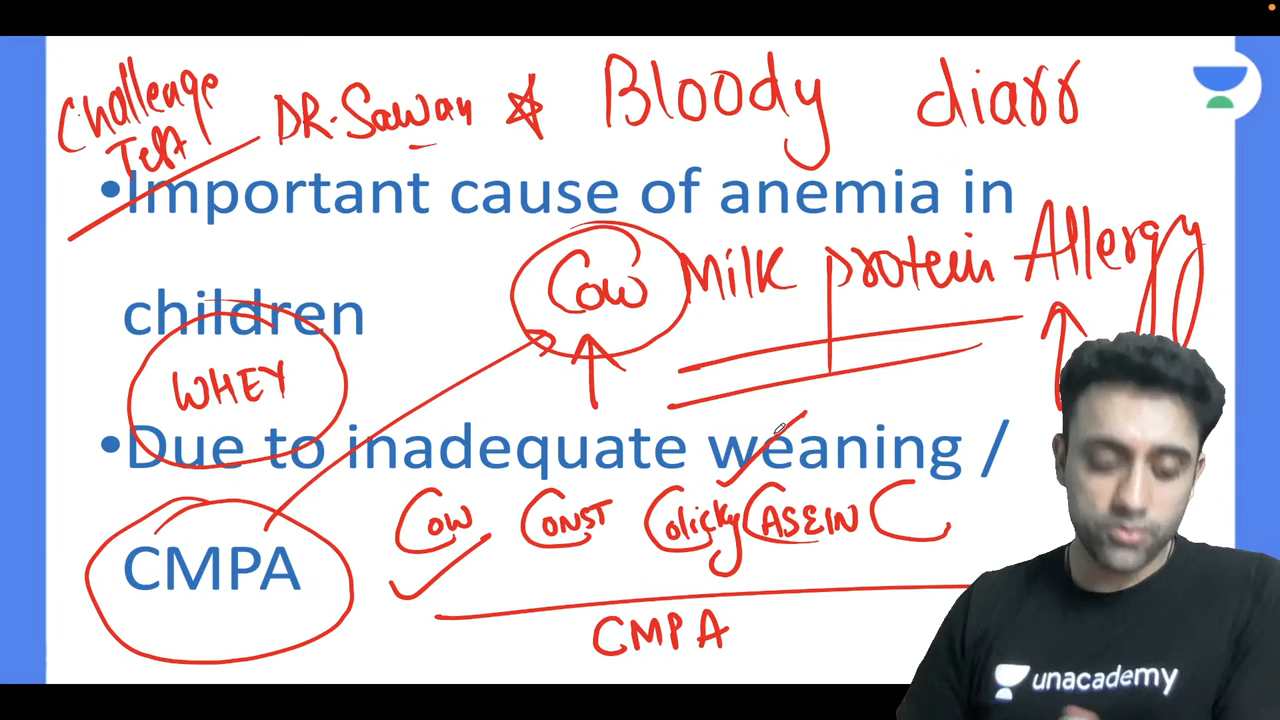 Challenge Test DR. Sawan Bloody diarr
•Important cause of anemia in
Cow Milk protein Allergy
children
WHEY
•Due to inadequate weaning /
Cow CONST Colicky CASEIN C
CMPA
CMPA
unacademy